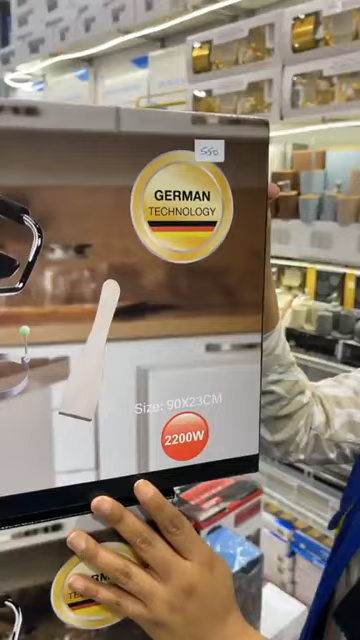 550
GERMAN
TECHNOLOGY
Size: 90X23CM
2200W